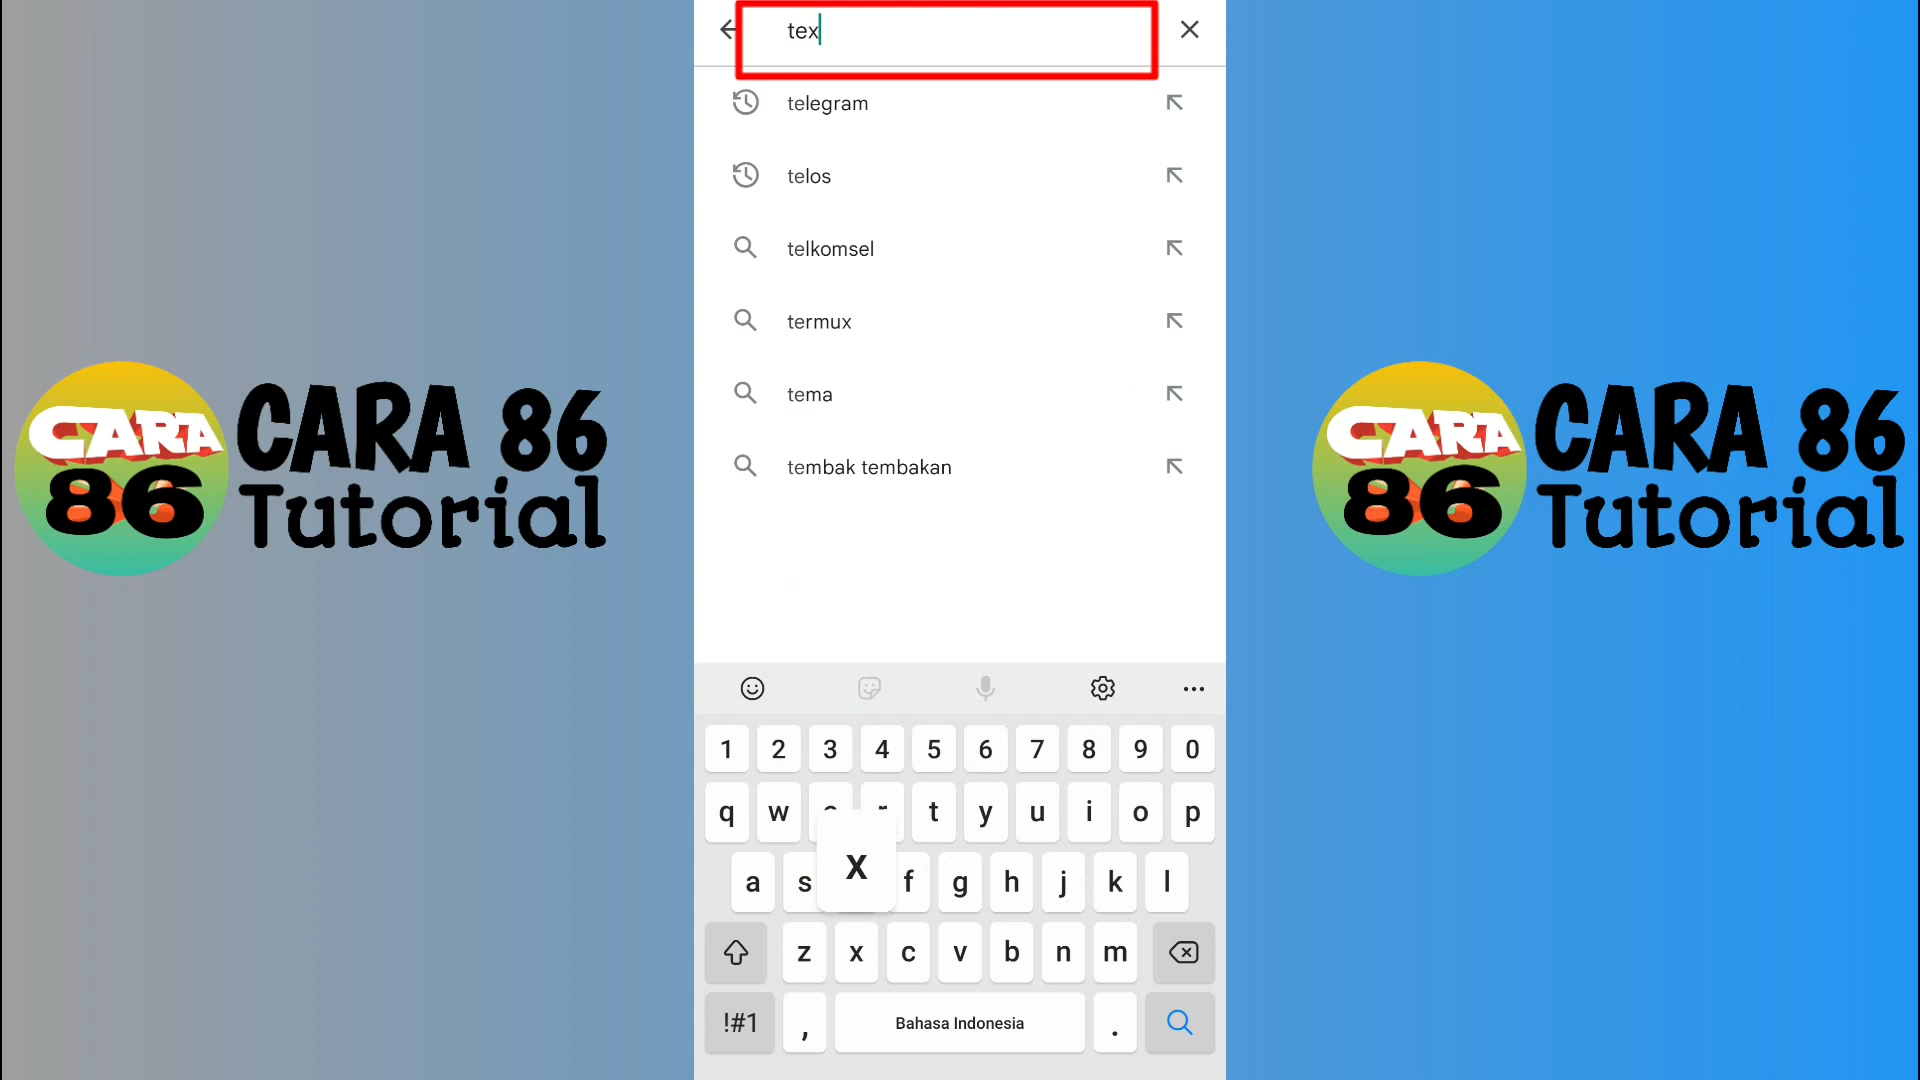 tex
telegram
telos
telkomsel
termux
tema
tembak tembakan
CARA
86
CARA 86
Tutorial
CARA
86
CARA 86
Tutorial
1 2 3 4 5 6 7 8 9 0
q w e r t y u i o p
x
a s f g h j k l
z x c v b n m
!#1 , Bahasa Indonesia .